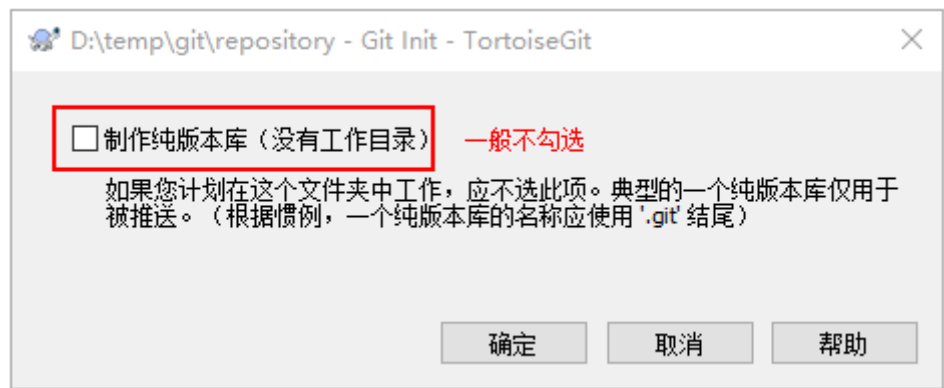 D:\temp\git\repository - Git Init - TortoiseGit
制作纯版本库（没有工作目录） 一般不勾选
如果您计划在这个文件夹中工作，应不选此项。典型的一个纯版本库仅用于
被推送。（根据惯例，一个纯版本库的名称应使用 '.git' 结尾）
确定 取消 帮助